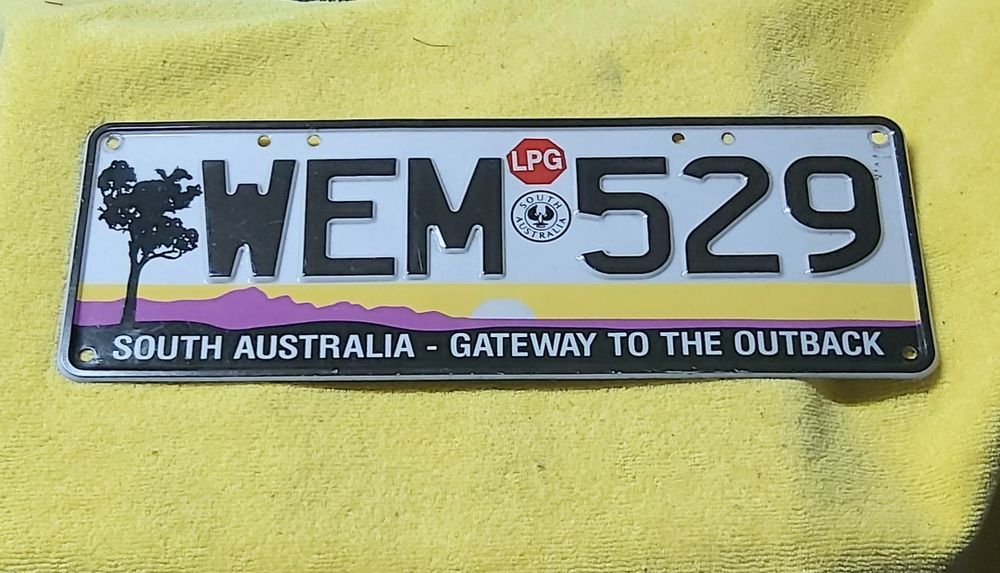 WEM 529
LPG
SOUTH AUSTRALIA
SOUTH AUSTRALIA - GATEWAY TO THE OUTBACK